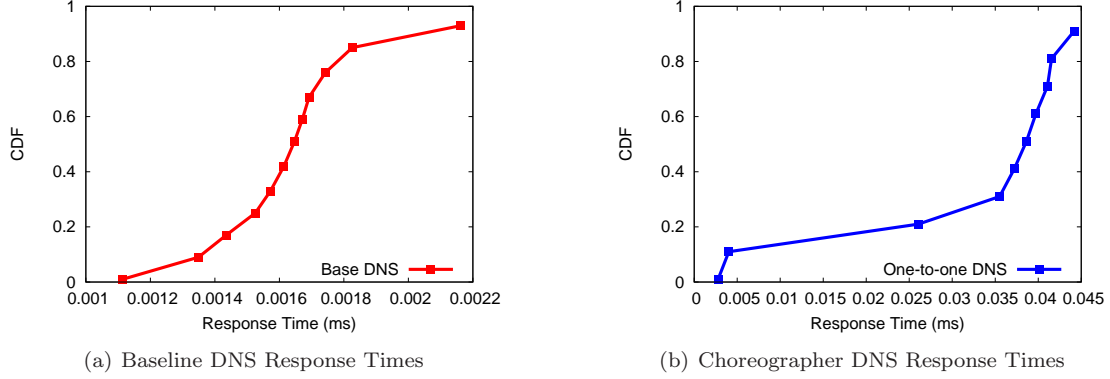 1
0.8
0.6
CDF
0.4
0.2
0
Base DNS
0.001 0.0012 0.0014 0.0016 0.0018 0.002 0.0022
Response Time (ms)
(a) Baseline DNS Response Times
1
0.8
0.6
CDF
0.4
0.2
0
One-to-one DNS
0 0.005 0.01 0.015 0.02 0.025 0.03 0.035 0.04 0.045
Response Time (ms)
(b) Choreographer DNS Response Times